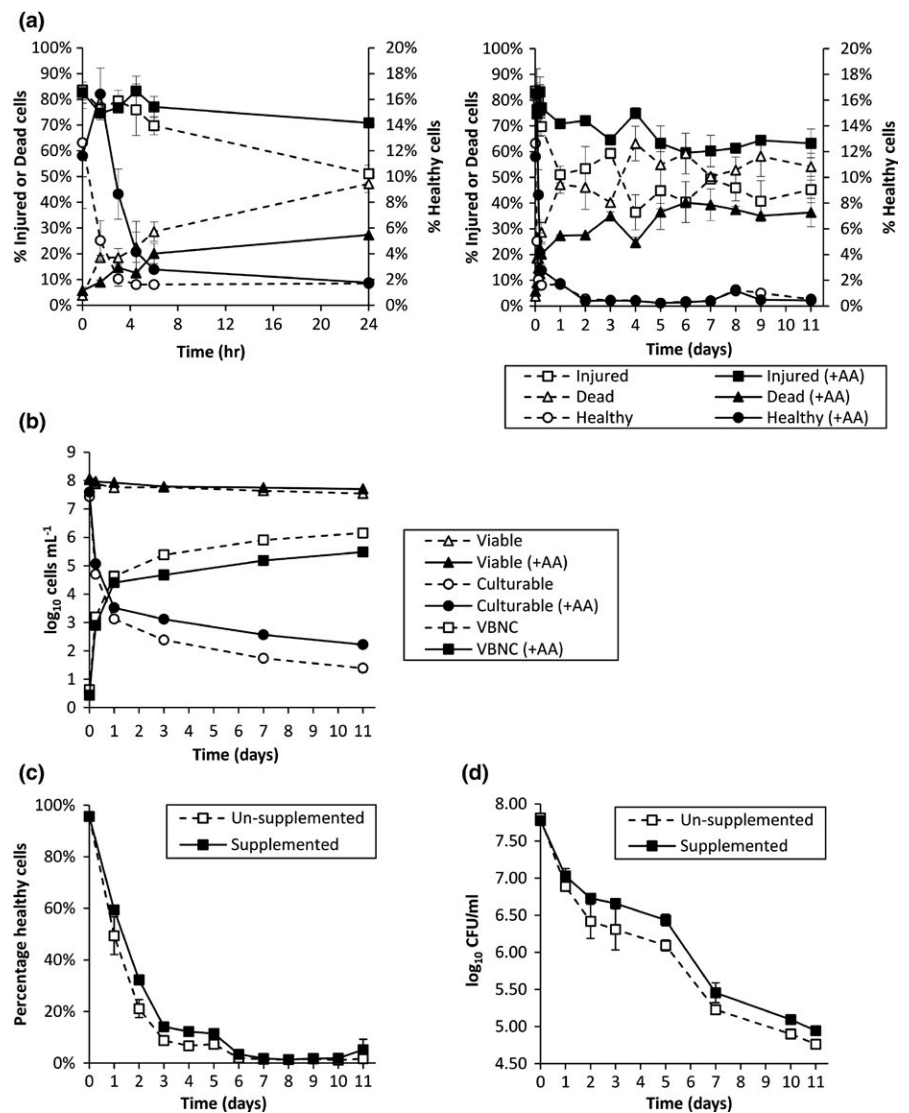 (a)
100%
90%
80%
70%
60%
50%
40%
30%
20%
10%
0%
% Injured or Dead cells
20%
18%
16%
14%
12%
10%
8%
6%
4%
2%
0%
% Healthy cells
0 4 8 12 16 20 24
Time (hr)
100%
90%
80%
70%
60%
50%
40%
30%
20%
10%
0%
% Injured or Dead cells
20%
18%
16%
14%
12%
10%
8%
6%
4%
2%
0%
% Healthy cells
0 1 2 3 4 5 6 7 8 9 10 11
Time (days)
Injured Injured (+AA)
Dead Dead (+AA)
Healthy Healthy (+AA)
(b)
9
8
7
6
5
4
3
2
1
0
log₁₀ cells mL⁻¹
0 1 2 3 4 5 6 7 8 9 10 11
Time (days)
Viable
Viable (+AA)
Culturable
Culturable (+AA)
VBNC
VBNC (+AA)
(c)
100%
80%
60%
40%
20%
0%
Percentage healthy cells
0 1 2 3 4 5 6 7 8 9 10 11
Time (days)
Un-supplemented
Supplemented
(d)
8.00
7.50
7.00
6.50
6.00
5.50
5.00
4.50
log₁₀ CFU/ml
0 1 2 3 4 5 6 7 8 9 10 11
Time (days)
Un-supplemented
Supplemented